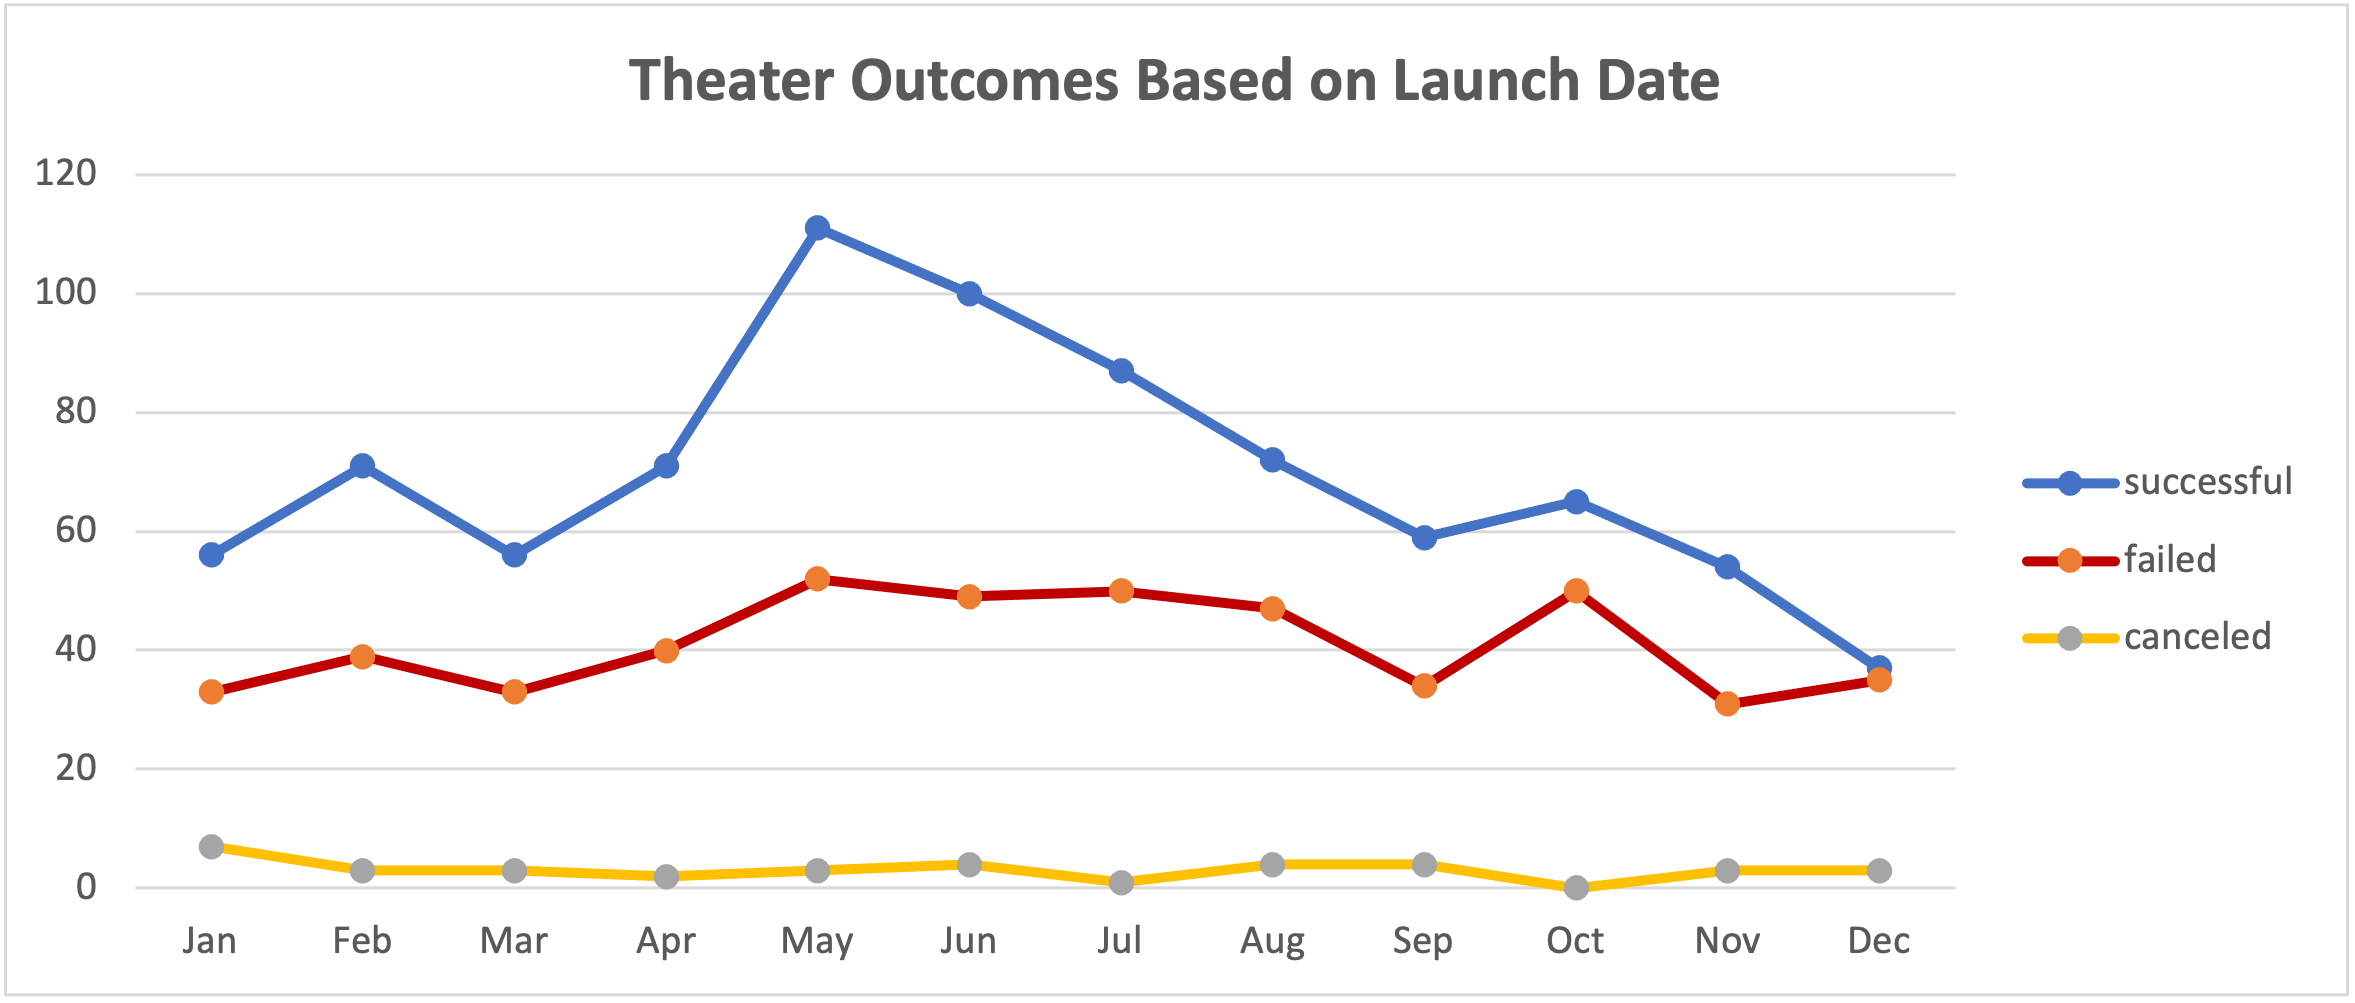 Theater Outcomes Based on Launch Date
120
100
80
60
40
20
0
Jan Feb Mar Apr May Jun Jul Aug Sep Oct Nov Dec
successful
failed
canceled